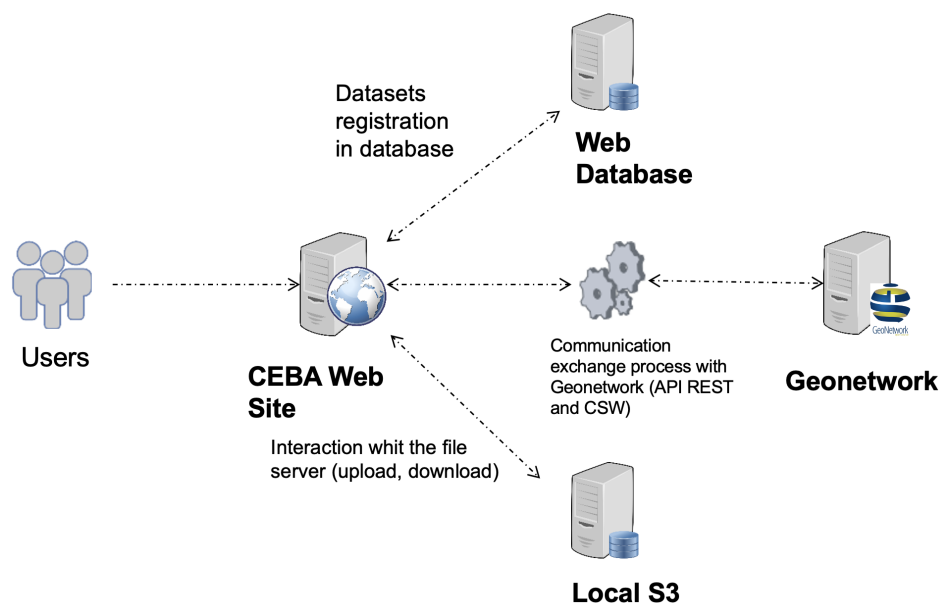 Datasets
registration
in database
Web
Database
Users
CEBA Web
Site
Communication
exchange process with
Geonetwork (API REST
and CSW)
GeoNetwork
Geonetwork
Interaction whit the file
server (upload, download)
Local S3